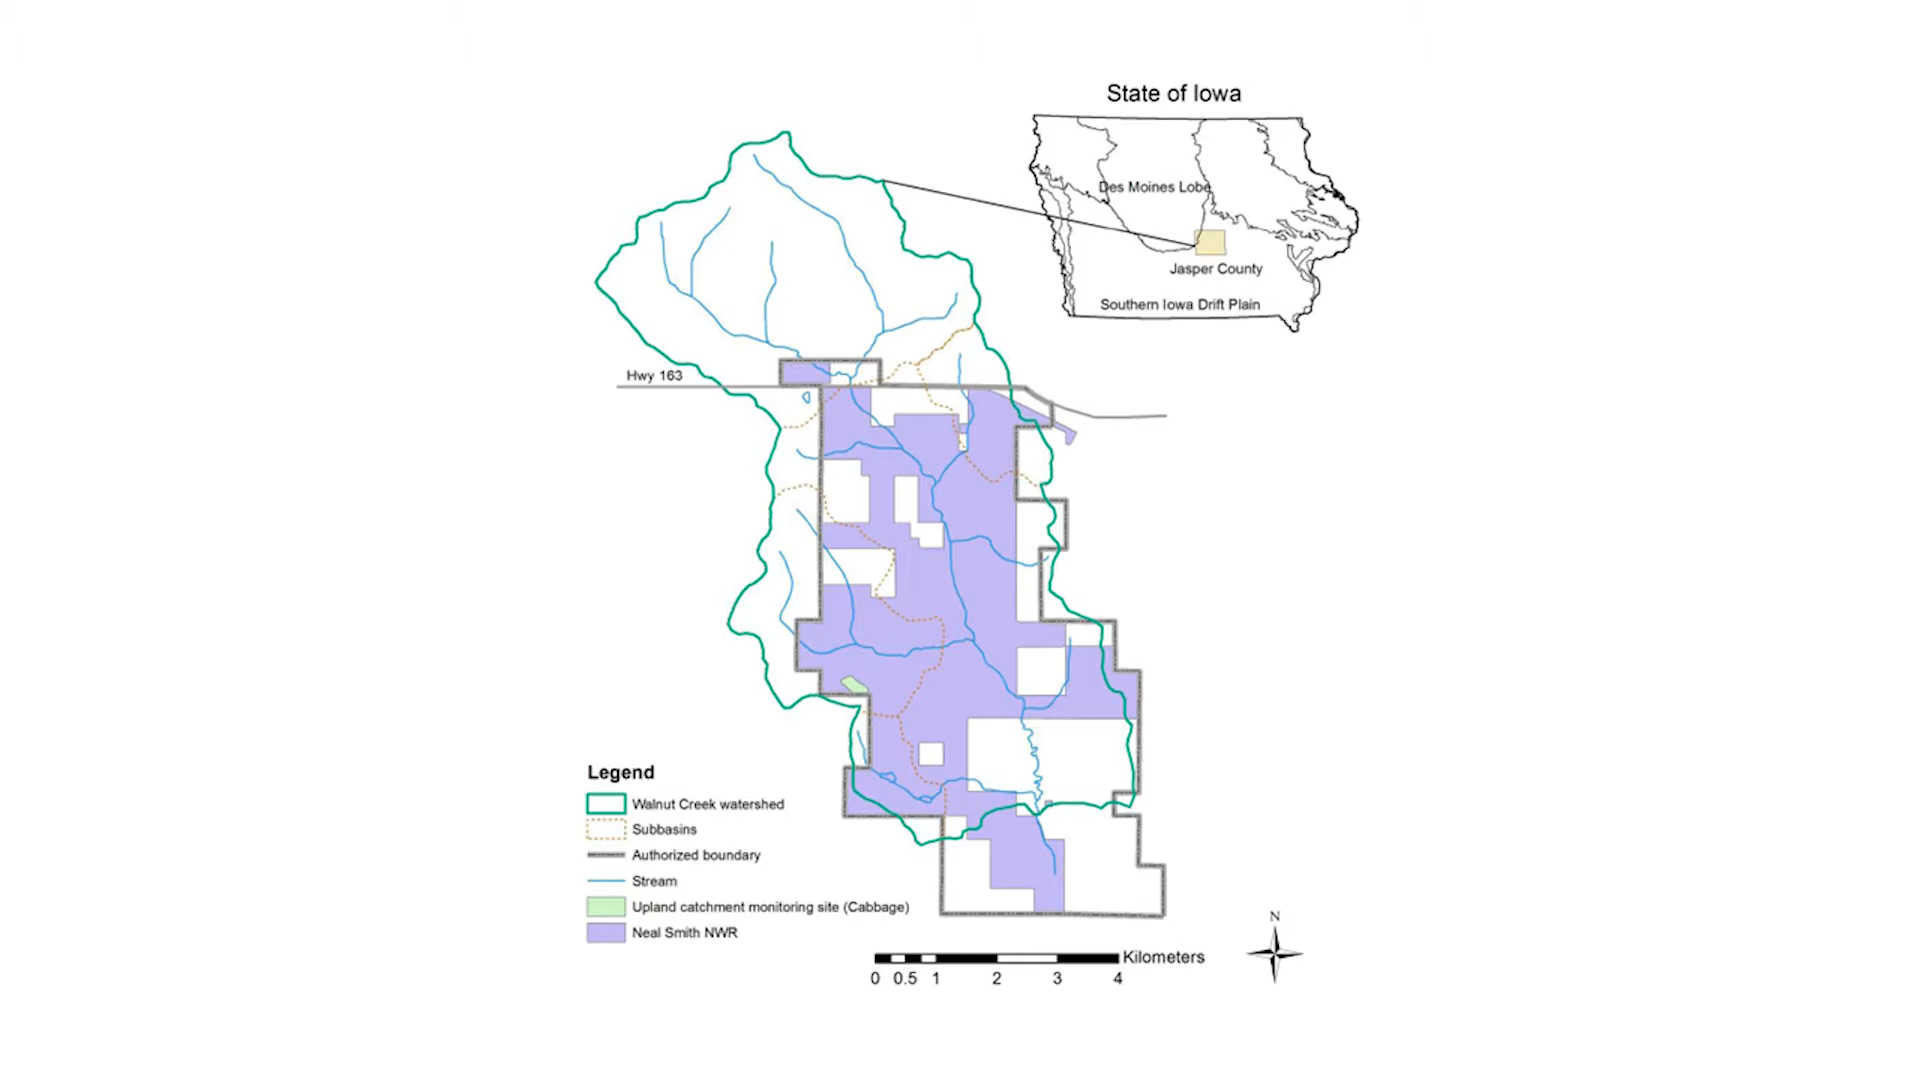 State of Iowa
Des Moines Lobe
Jasper County
Southern Iowa Drift Plain
Hwy 163
Legend
Walnut Creek watershed
Subbasins
Authorized boundary
Stream
Upland catchment monitoring site (Cabbage)
Neal Smith NWR
N
Kilometers
0 0.5 1 2 3 4